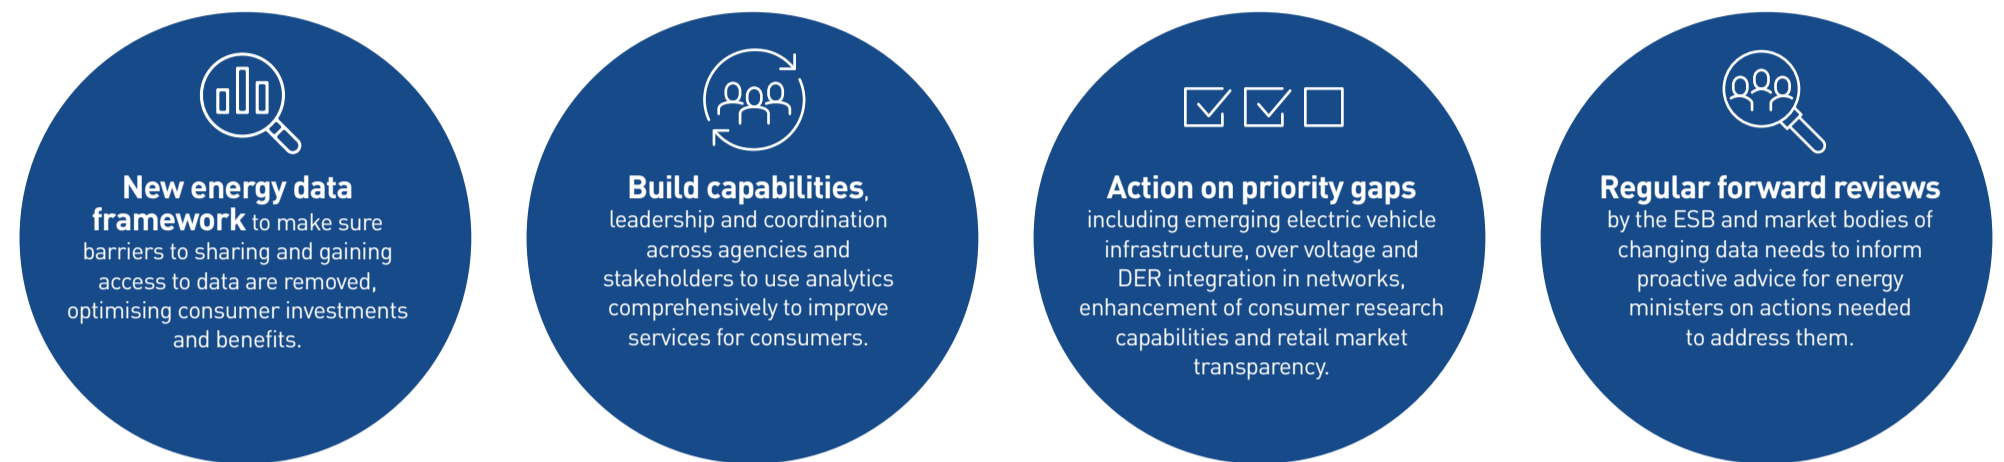 New energy data
framework to make sure
barriers to sharing and gaining
access to data are removed,
optimising consumer investments
and benefits.
Build capabilities,
leadership and coordination
across agencies and
stakeholders to use analytics
comprehensively to improve
services for consumers.
Action on priority gaps
including emerging electric vehicle
infrastructure, over voltage and
DER integration in networks,
enhancement of consumer research
capabilities and retail market
transparency.
Regular forward reviews
by the ESB and market bodies of
changing data needs to inform
proactive advice for energy
ministers on actions needed
to address them.